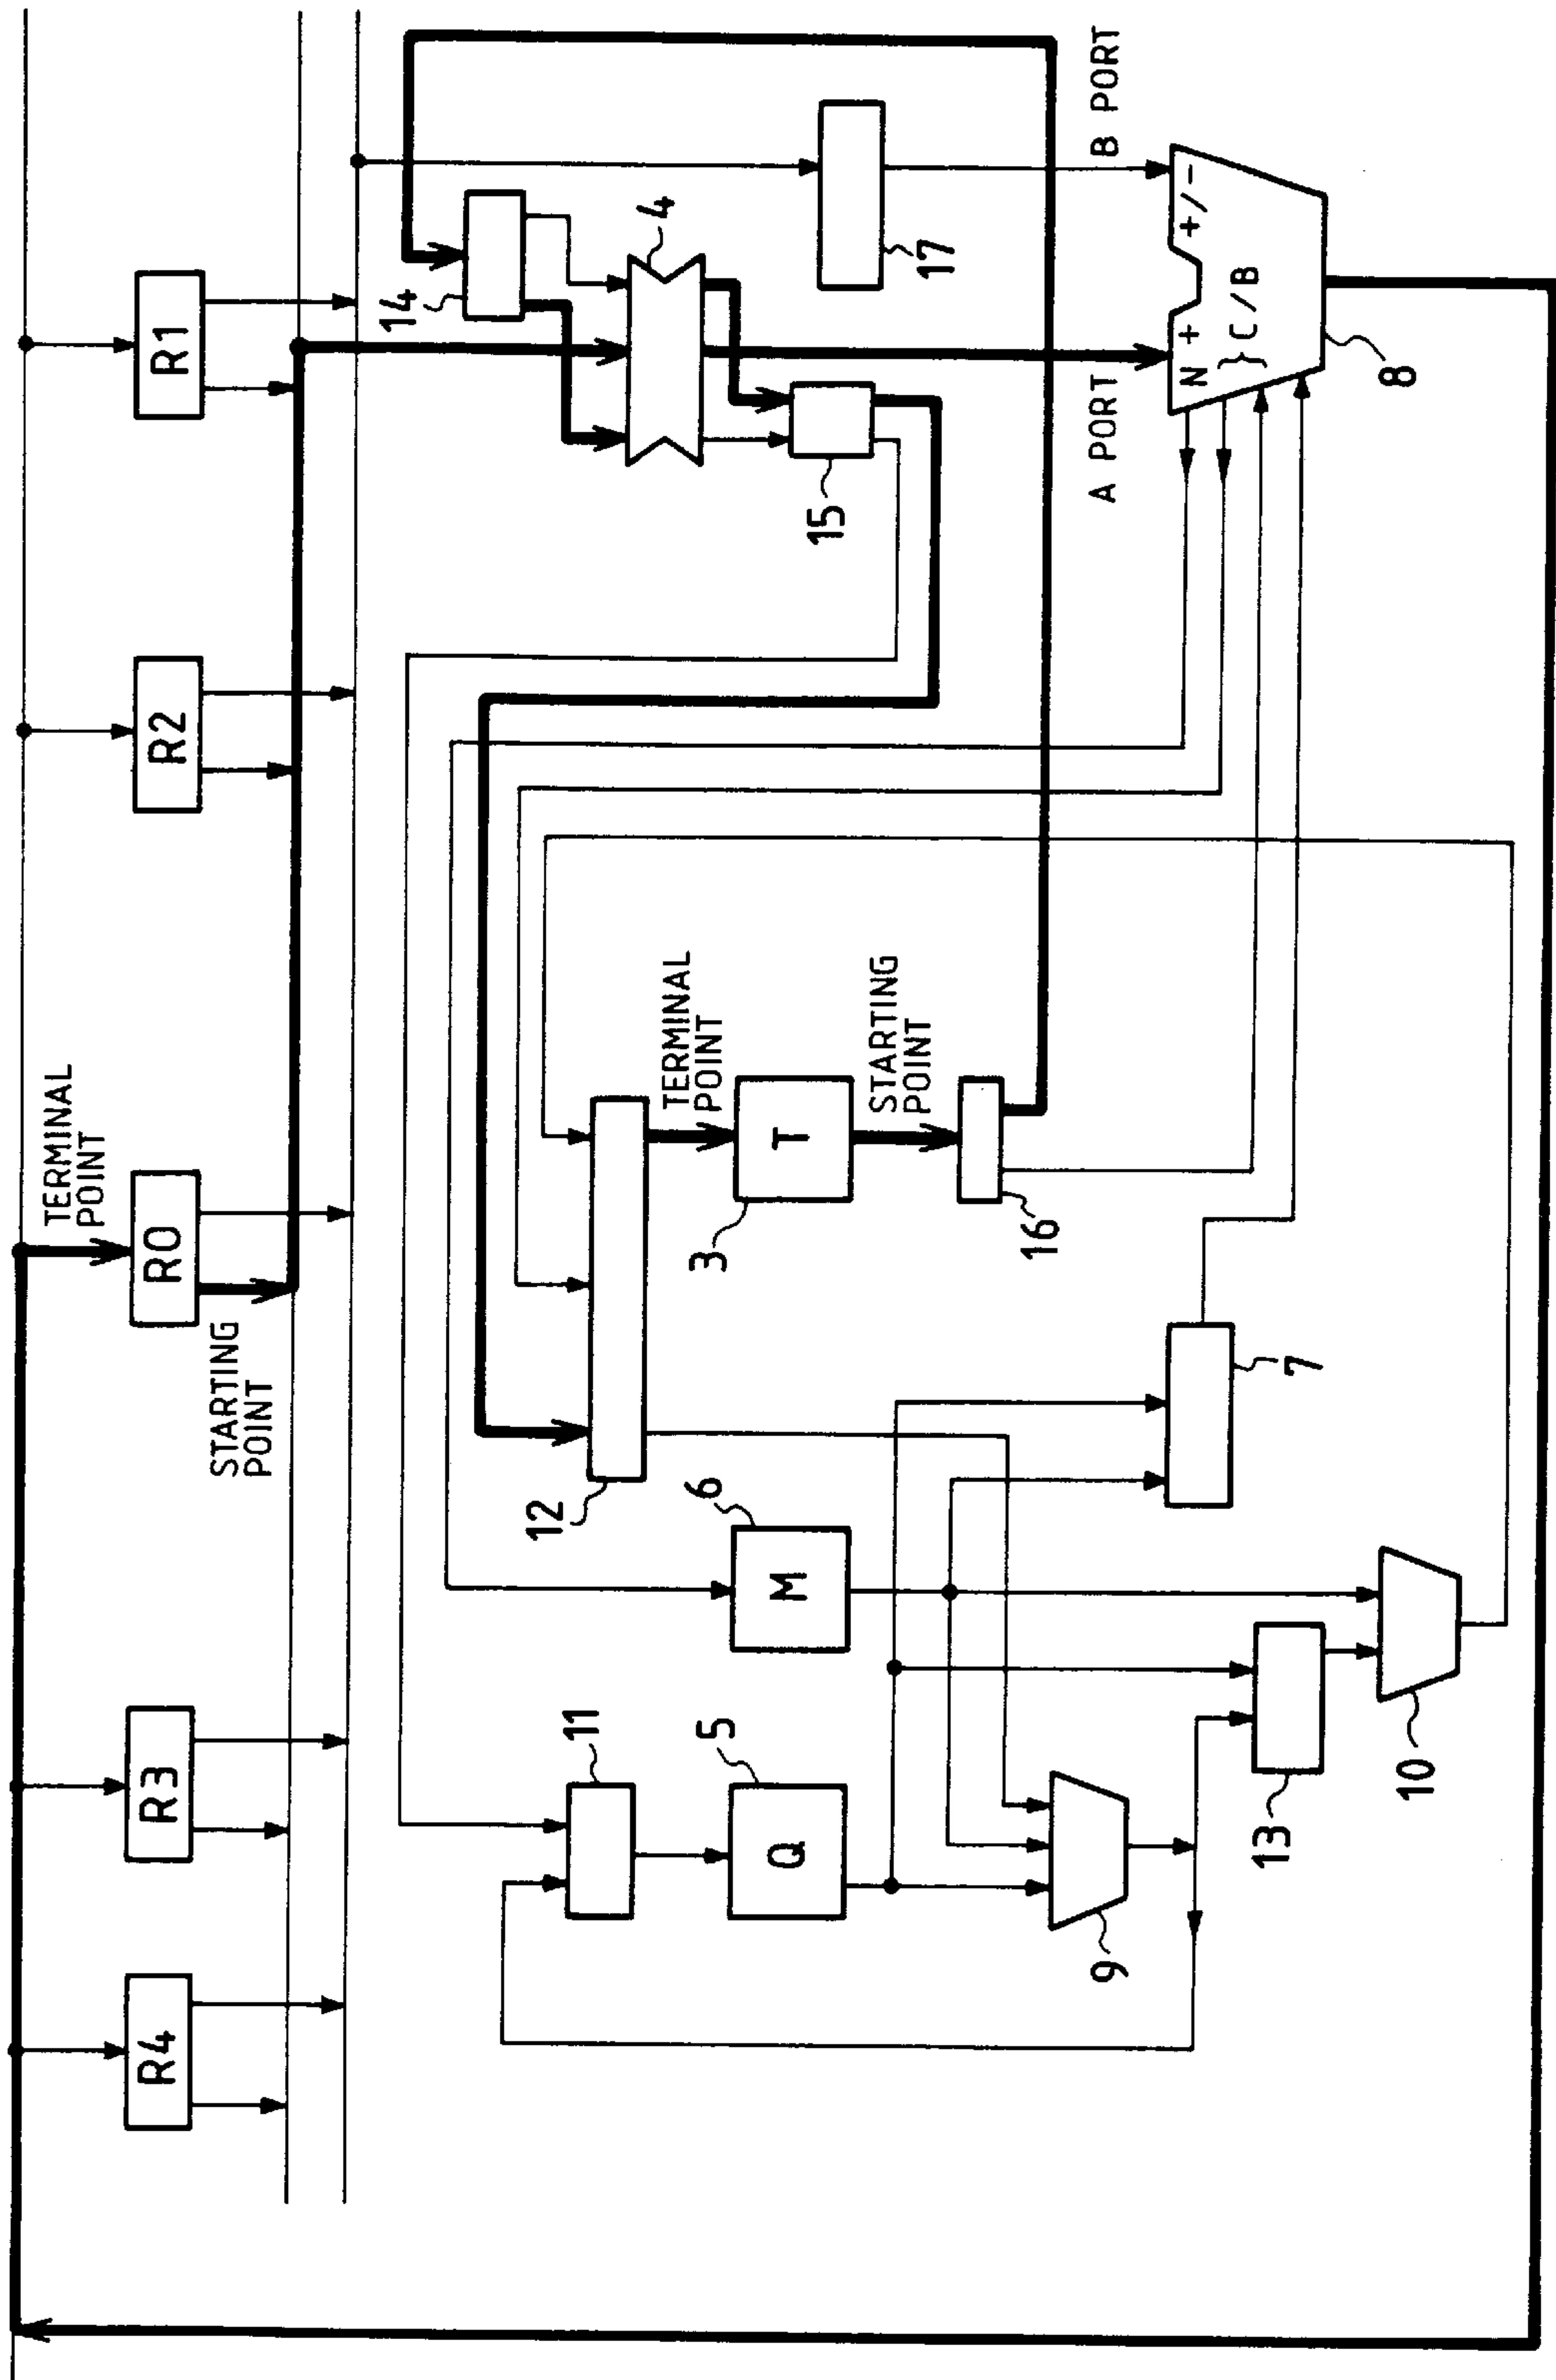 R4
R3
R0
R2
R1
TERMINAL
POINT
STARTING
POINT
14
4
15
17
A PORT
B PORT
N + +/-
} C/B
8
12
TERMINAL
POINT
T
3
STARTING
POINT
16
6
M
7
11
5
Q
9
13
10